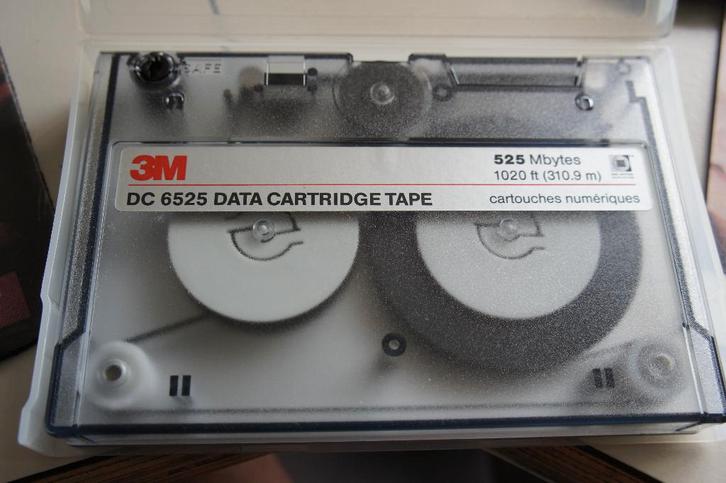 SAFE
3M
525 Mbytes
1020 ft (310.9 m)
DC 6525 DATA CARTRIDGE TAPE
cartouches numériques